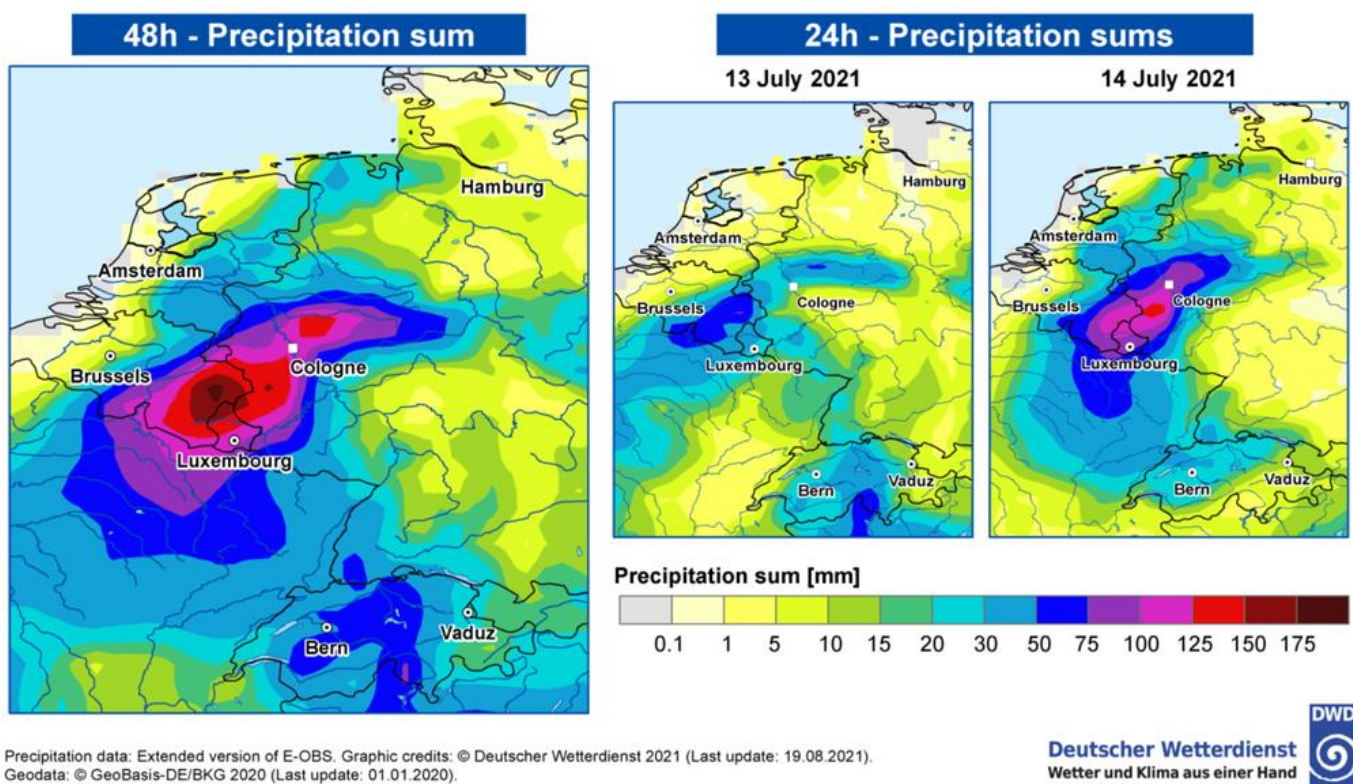 48h - Precipitation sum
24h - Precipitation sums
13 July 2021
14 July 2021
Hamburg
Amsterdam
Brussels
Cologne
Luxembourg
Bern
Vaduz
Hamburg
Amsterdam
Brussels
Cologne
Luxembourg
Bern
Vaduz
Hamburg
Amsterdam
Brussels
Cologne
Luxembourg
Bern
Vaduz
Precipitation sum [mm]
0.1 1 5 10 15 20 30 50 75 100 125 150 175
Precipitation data: Extended version of E-OBS. Graphic credits: © Deutscher Wetterdienst 2021 (Last update: 19.08.2021).
Geodata: © GeoBasis-DE/BKG 2020 (Last update: 01.01.2020).
Deutscher Wetterdienst
Wetter und Klima aus einer Hand
DWD